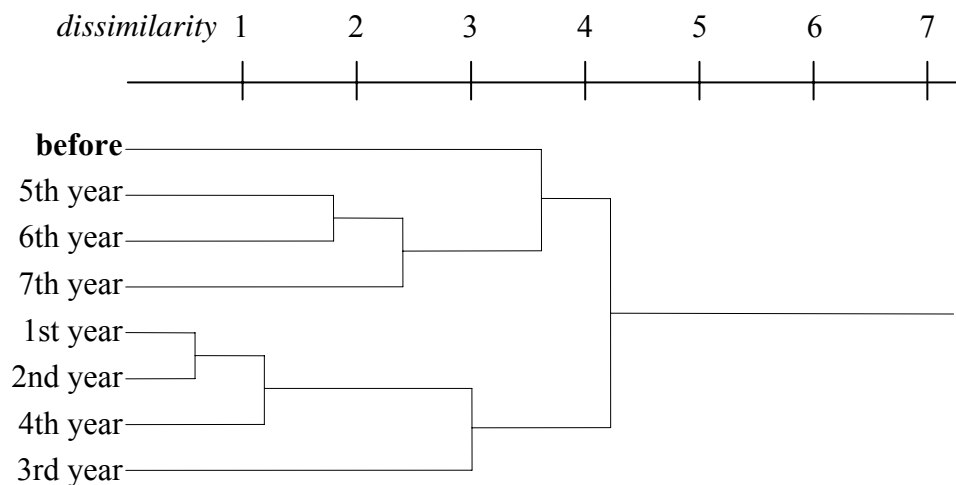 dissimilarity 1 2 3 4 5 6 7
before
5th year
6th year
7th year
1st year
2nd year
4th year
3rd year